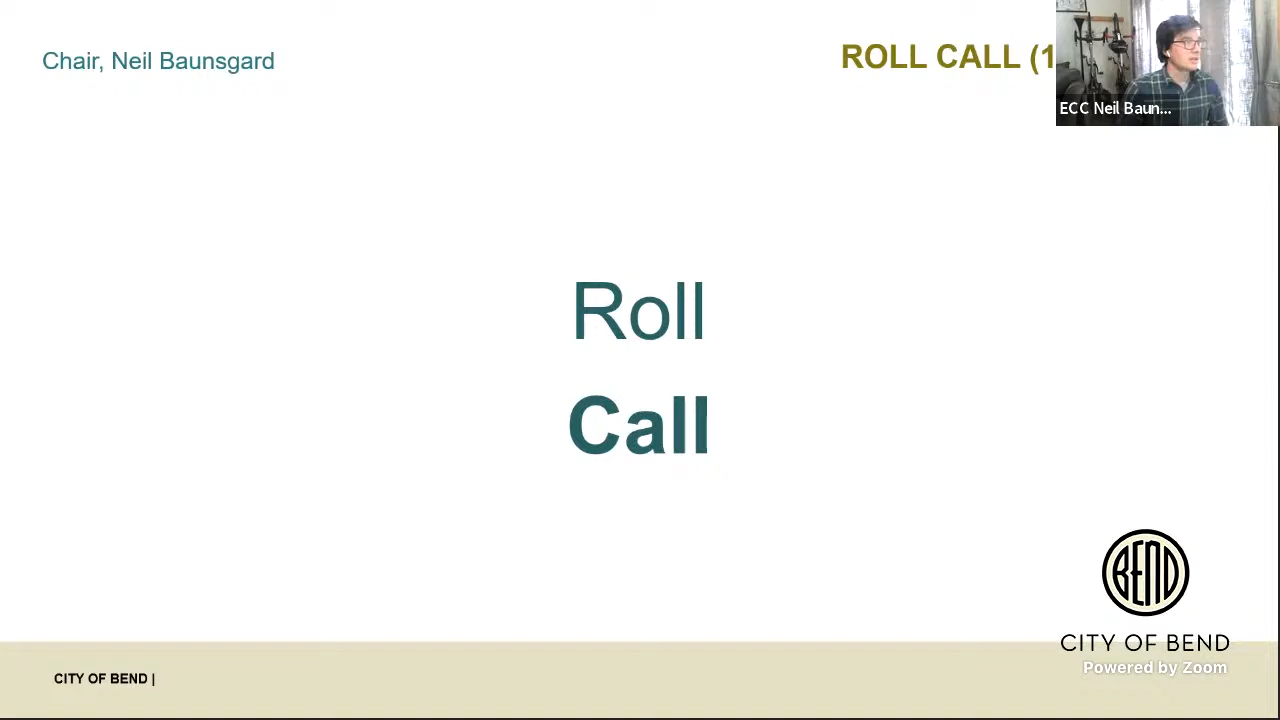 Chair, Neil Baunsgard
ROLL CALL (1
ECC Neil Baun...
Roll
Call
BEND
CITY OF BEND
Powered by Zoom
CITY OF BEND |